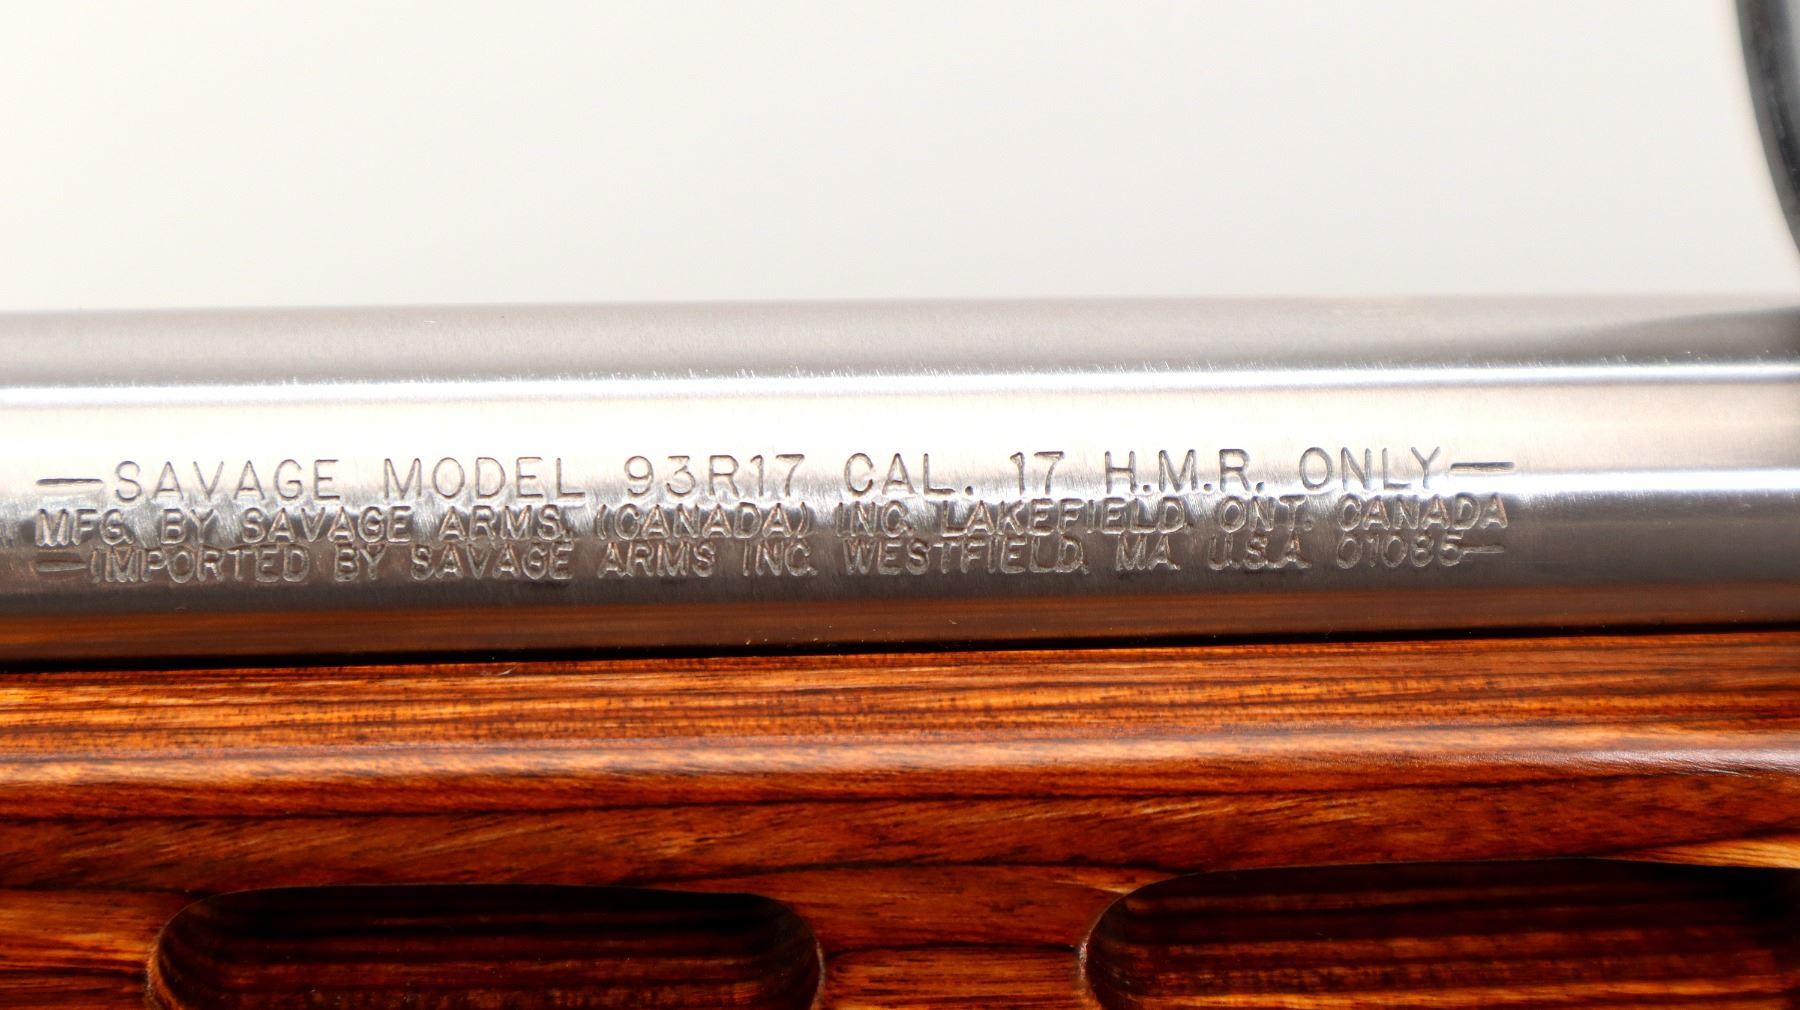 —SAVAGE MODEL 93R17 CAL. 17 H.M.R. ONLY—
MFG. BY SAVAGE ARMS. (CANADA) INC. LAKEFIELD. ONT. CANADA
—IMPORTED BY SAVAGE ARMS INC. WESTFIELD. MA. U.S.A. 01085—